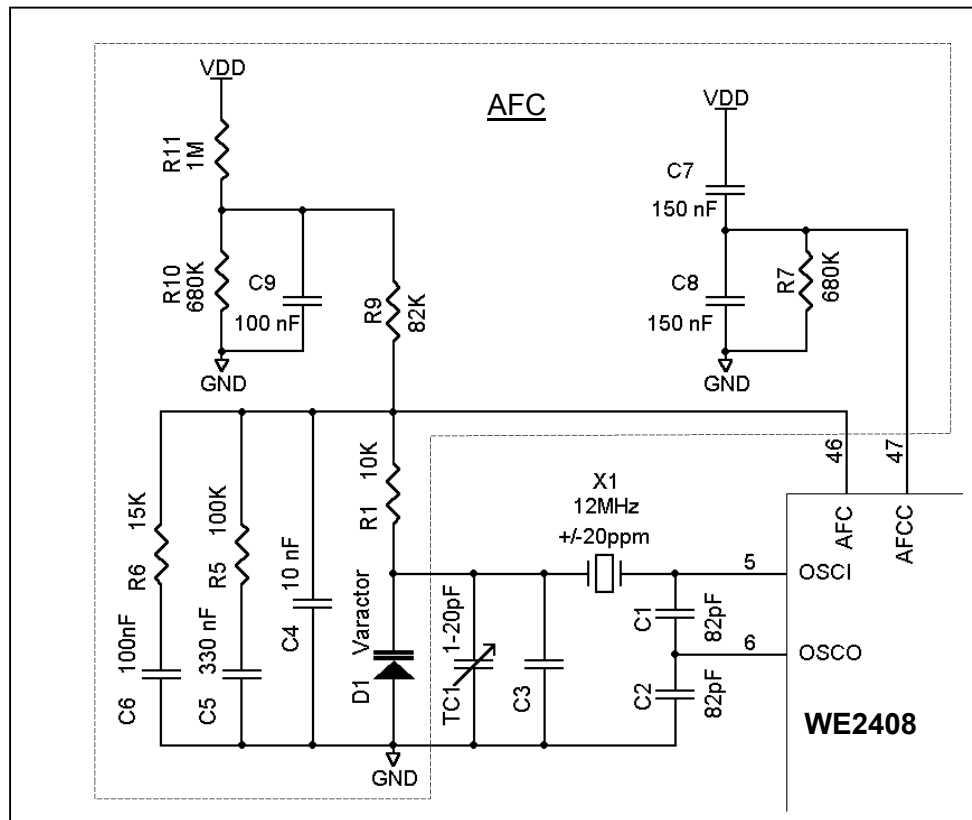 AFC
VDD
R11
1M
R10
680K
C9
100 nF
R9
82K
GND
VDD
C7
150 nF
C8
150 nF
R7
680K
GND
R6
15K
R5
100K
C4
10 nF
R1
10K
C6
100nF
C5
330 nF
D1
Varactor
GND
TC1
1-20pF
C3
X1
12MHz
+/-20ppm
C1
82pF
C2
82pF
46
47
AFC
AFCC
5
OSCI
6
OSCO
WE2408